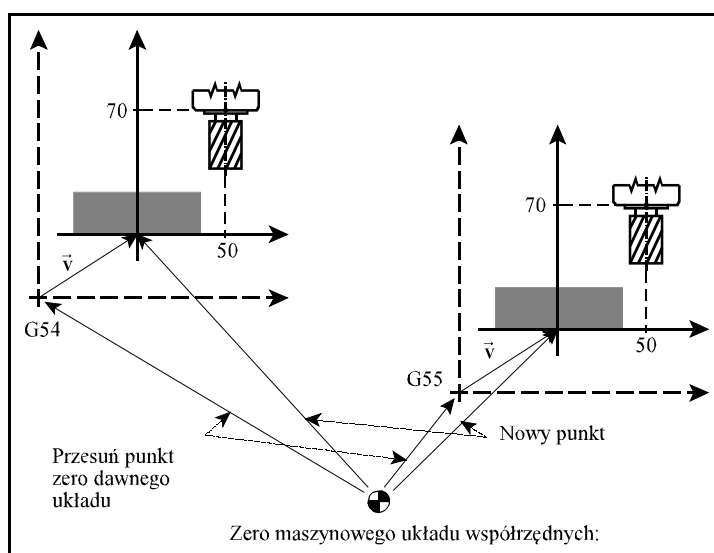 70
50
v
G54
70
50
v
G55
Nowy punkt
Przesuń punkt
zero dawnego
układu
Zero maszynowego układu współrzędnych: